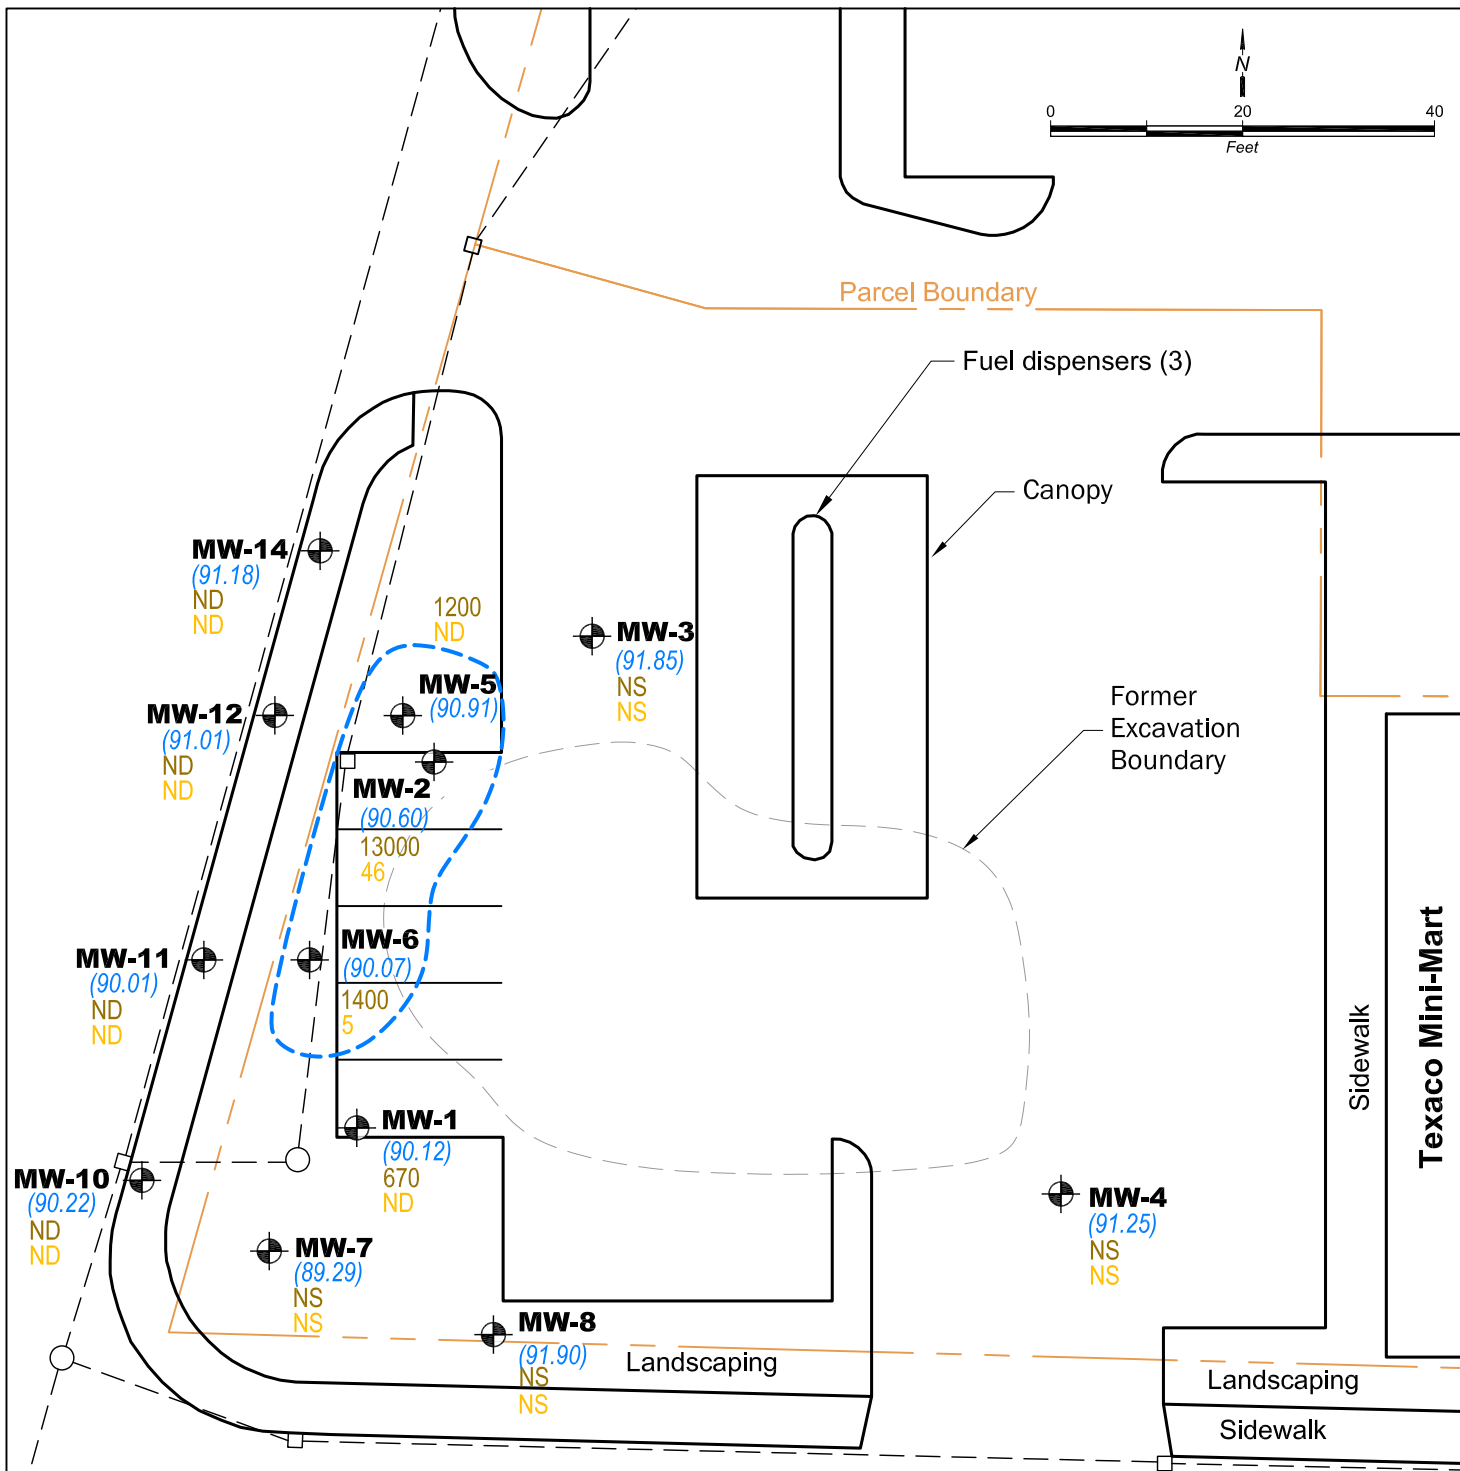 N
0 20 40
Feet
Parcel Boundary
Fuel dispensers (3)
Canopy
MW-14
(91.18)
ND
ND
1200
ND
MW-3
(91.85)
NS
NS
MW-5
(90.91)
MW-12
(91.01)
ND
ND
Former
Excavation
Boundary
MW-2
(90.60)
13000
46
MW-11
(90.01)
ND
ND
MW-6
(90.07)
1400
5
Sidewalk
Texaco Mini-Mart
MW-1
(90.12)
670
ND
MW-10
(90.22)
ND
ND
MW-4
(91.25)
NS
NS
MW-7
(89.29)
NS
NS
MW-8
(91.90)
NS
NS
Landscaping
Landscaping
Sidewalk